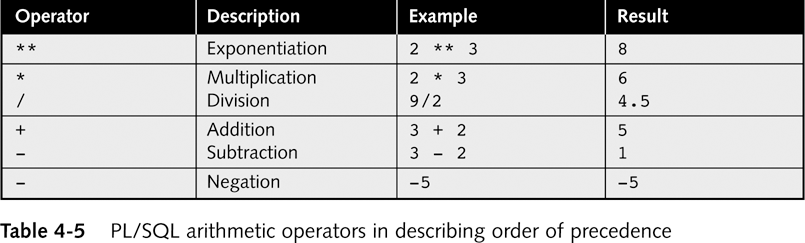 Operator Description Example Result
** Exponentiation 2 ** 3 8
* Multiplication 2 * 3 6
/ Division 9/2 4.5
+ Addition 3 + 2 5
– Subtraction 3 – 2 1
– Negation –5 –5
Table 4-5 PL/SQL arithmetic operators in describing order of precedence